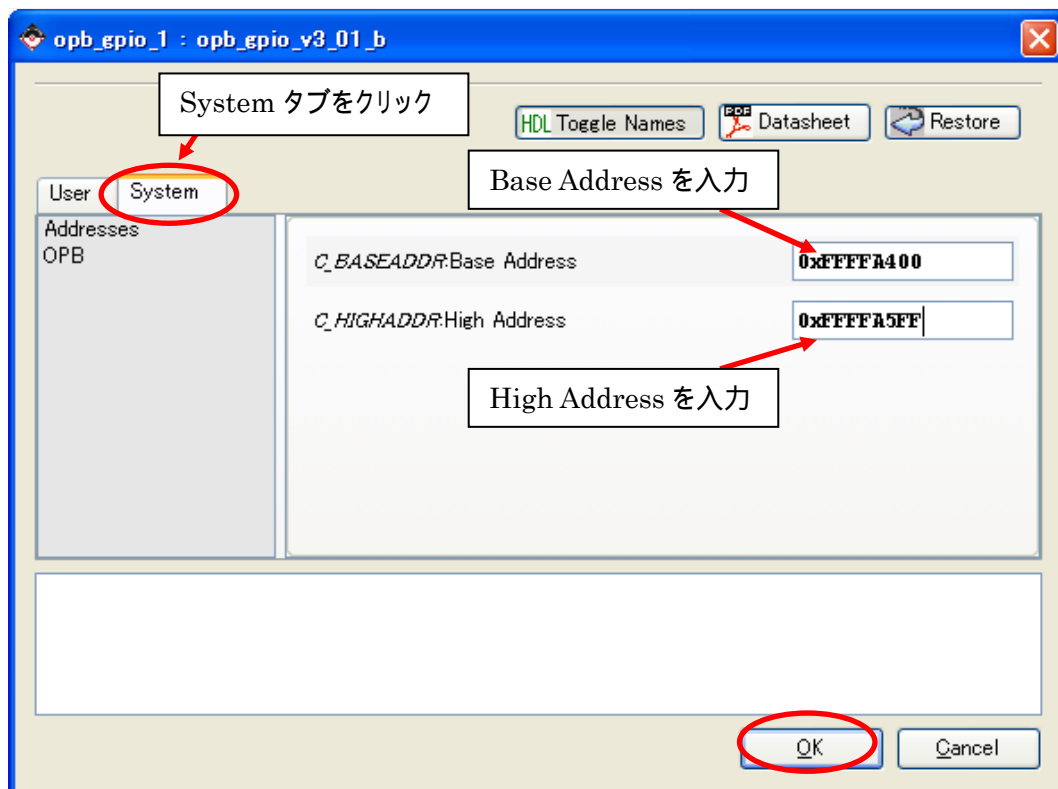 opb_gpio_1 : opb_gpio_v3_01_b
System タブをクリック
HDL Toggle Names
PDF Datasheet
Restore
Base Address を入力
User
System
Addresses
OPB
C_BASEADDR:Base Address
0xFFFFA400
C_HIGHADDR:High Address
0xFFFFA5FF
High Address を入力
OK
Cancel